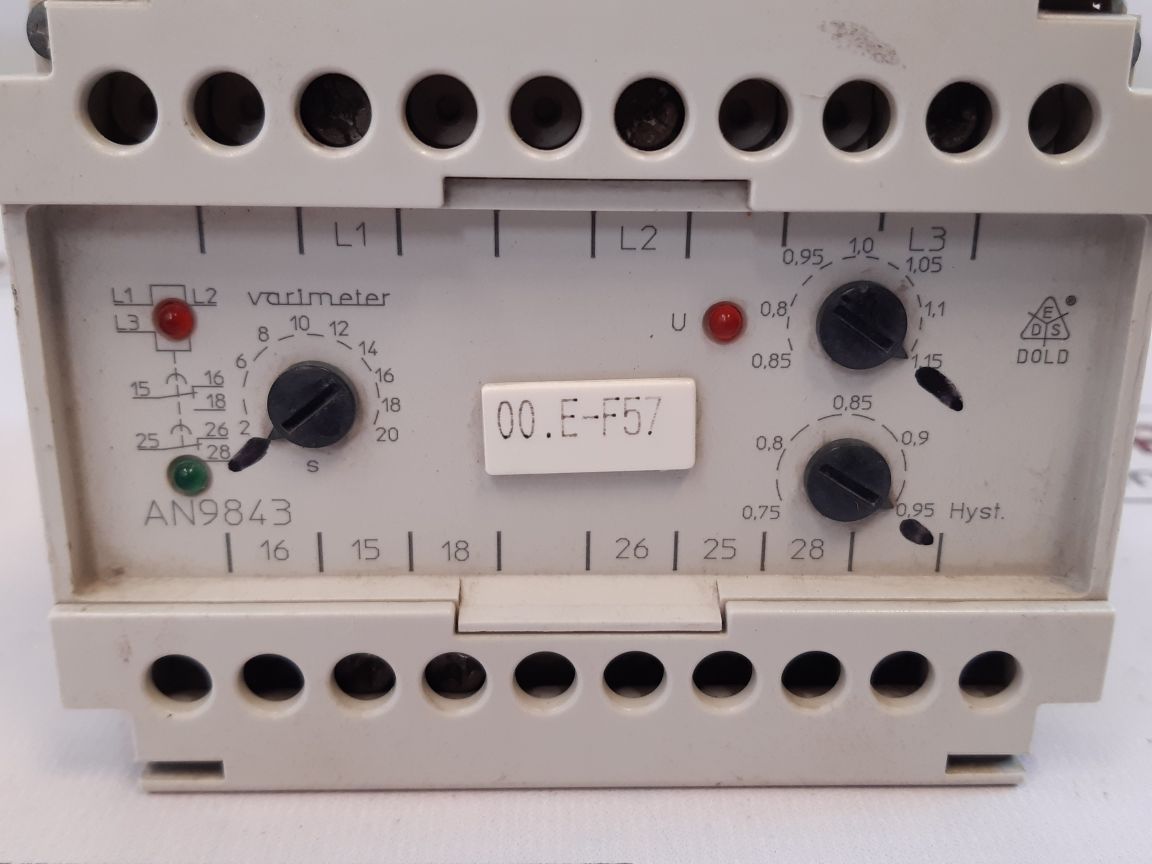 L1 L2 L3
L1 L2
L3
varimeter
15 16
18
25 26
28
2 6 8 10 12 14 16 18 20
s
AN9843
00.E-F57
U
0,85 0,8 0,95 1,0 1,05 1,1 1,15
0,75 0,8 0,85 0,9 0,95
Hyst.
E
D S
®
DOLD
16 15 18 26 25 28